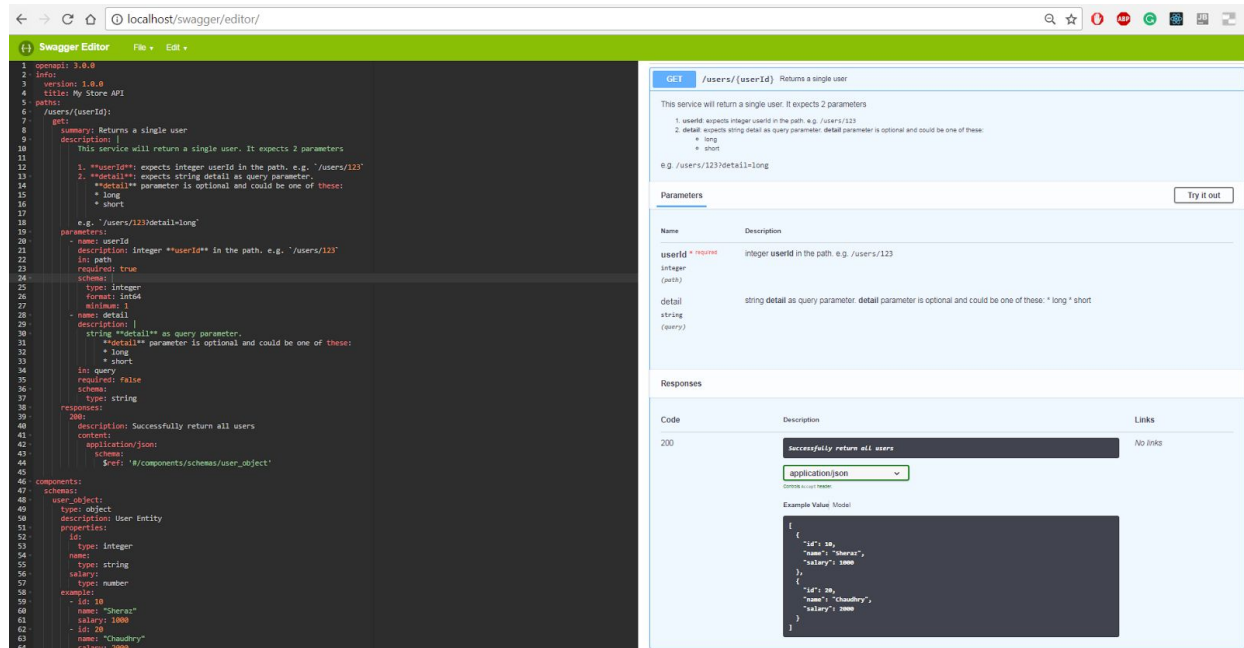 localhost/swagger/editor/
ABP
Swagger Editor File Edit
1 openapi: 3.0.0
2 info:
3 version: 1.0.0
4 title: My Store API
5 paths:
6 /users/{userId}:
7 get:
8 summary: Returns a single user
9 description: |
10 This service will return a single user. It expects 2 parameters
11
12 1. **userId**: expects integer userId in the path. e.g. `/users/123`
13 2. **detail**: expects string detail as query parameter.
14 **detail** parameter is optional and could be one of these:
15 * long
16 * short
17
18 e.g. `/users/123?detail=long`
19 parameters:
20 - name: userId
21 description: integer **userId** in the path. e.g. `/users/123`
22 in: path
23 required: true
24 schema:
25 type: integer
26 format: int64
27 minimum: 1
28 - name: detail
29 description: |
30 string **detail** as query parameter.
31 **detail** parameter is optional and could be one of these:
32 * long
33 * short
34 in: query
35 required: false
36 schema:
37 type: string
38 responses:
39 200:
40 description: Successfully return all users
41 content:
42 application/json:
43 schema:
44 $ref: '#/components/schemas/user_object'
45
46 components:
47 schemas:
48 user_object:
49 type: object
50 description: User Entity
51 properties:
52 id:
53 type: integer
54 name:
55 type: string
56 salary:
57 type: number
58 example:
59 - id: 10
60 name: "Sheraz"
61 salary: 1000
62 - id: 20
63 name: "Chaudhry"
64 salary: 2000
GET /users/{userId} Returns a single user
This service will return a single user. It expects 2 parameters
1. userId: expects integer userId in the path. e.g. /users/123
2. detail: expects string detail as query parameter. detail parameter is optional and could be one of these:
long
short
e.g. /users/123?detail=long
Parameters Try it out
Name Description
userId * required integer userId in the path. e.g. /users/123
integer
(path)
detail string detail as query parameter. detail parameter is optional and could be one of these: * long * short
string
(query)
Responses
Code Description Links
200 Successfully return all users No links
application/json
Controls Accept header.
Example Value Model
[
{
"id": 10,
"name": "Sheraz",
"salary": 1000
},
{
"id": 20,
"name": "Chaudhry",
"salary": 2000
}
]